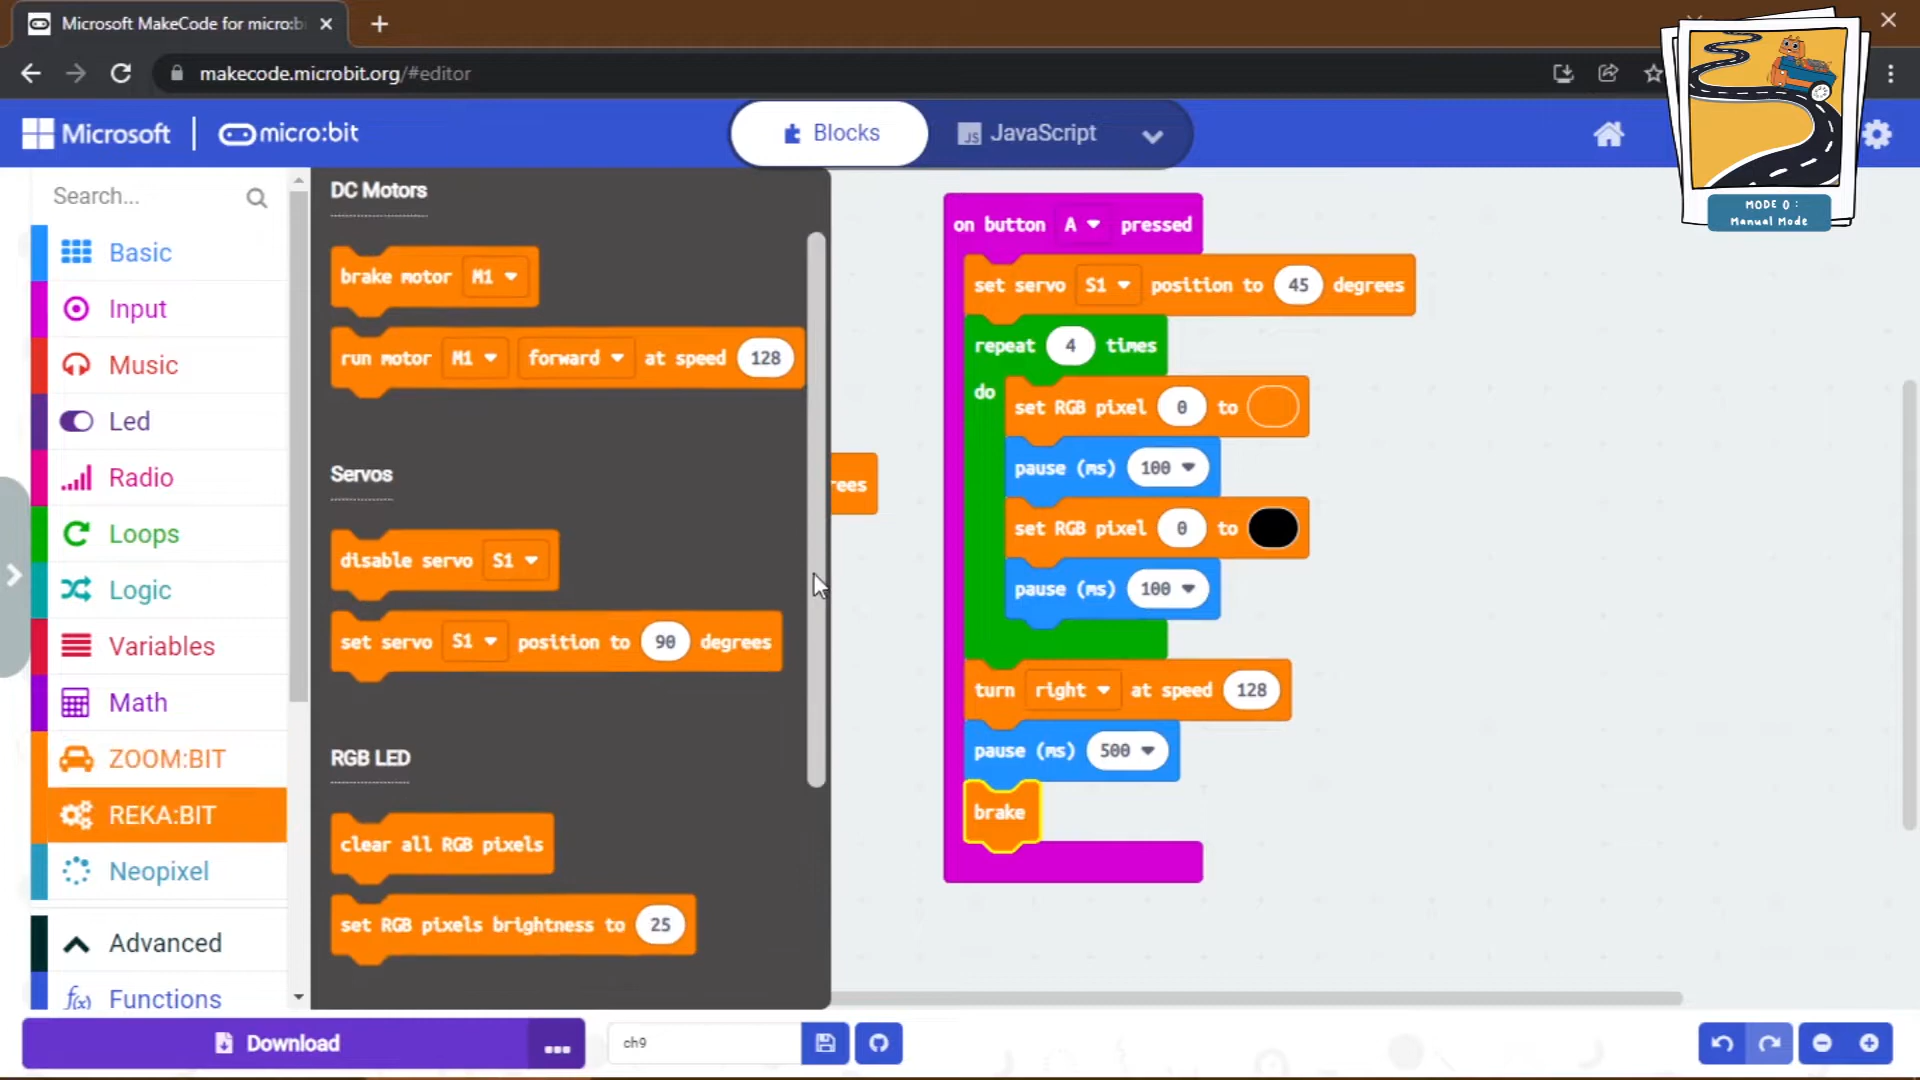 Microsoft MakeCode for micro:bi
makecode.microbit.org/#editor
MODE 0 :
Manual Mode
Microsoft
micro:bit
Blocks
JS
JavaScript
Search...
Basic
Input
Music
Led
Radio
Loops
Logic
Variables
Math
ZOOM:BIT
REKA:BIT
Neopixel
Advanced
f(x) Functions
DC Motors
brake motor M1
run motor M1 forward at speed 128
Servos
disable servo S1
set servo S1 position to 90 degrees
RGB LED
clear all RGB pixels
set RGB pixels brightness to 25
rees
on button A pressed
set servo S1 position to 45 degrees
repeat 4 times
do
set RGB pixel 0 to
pause (ms) 100
set RGB pixel 0 to
pause (ms) 100
turn right at speed 128
pause (ms) 500
brake
Download
...
ch9